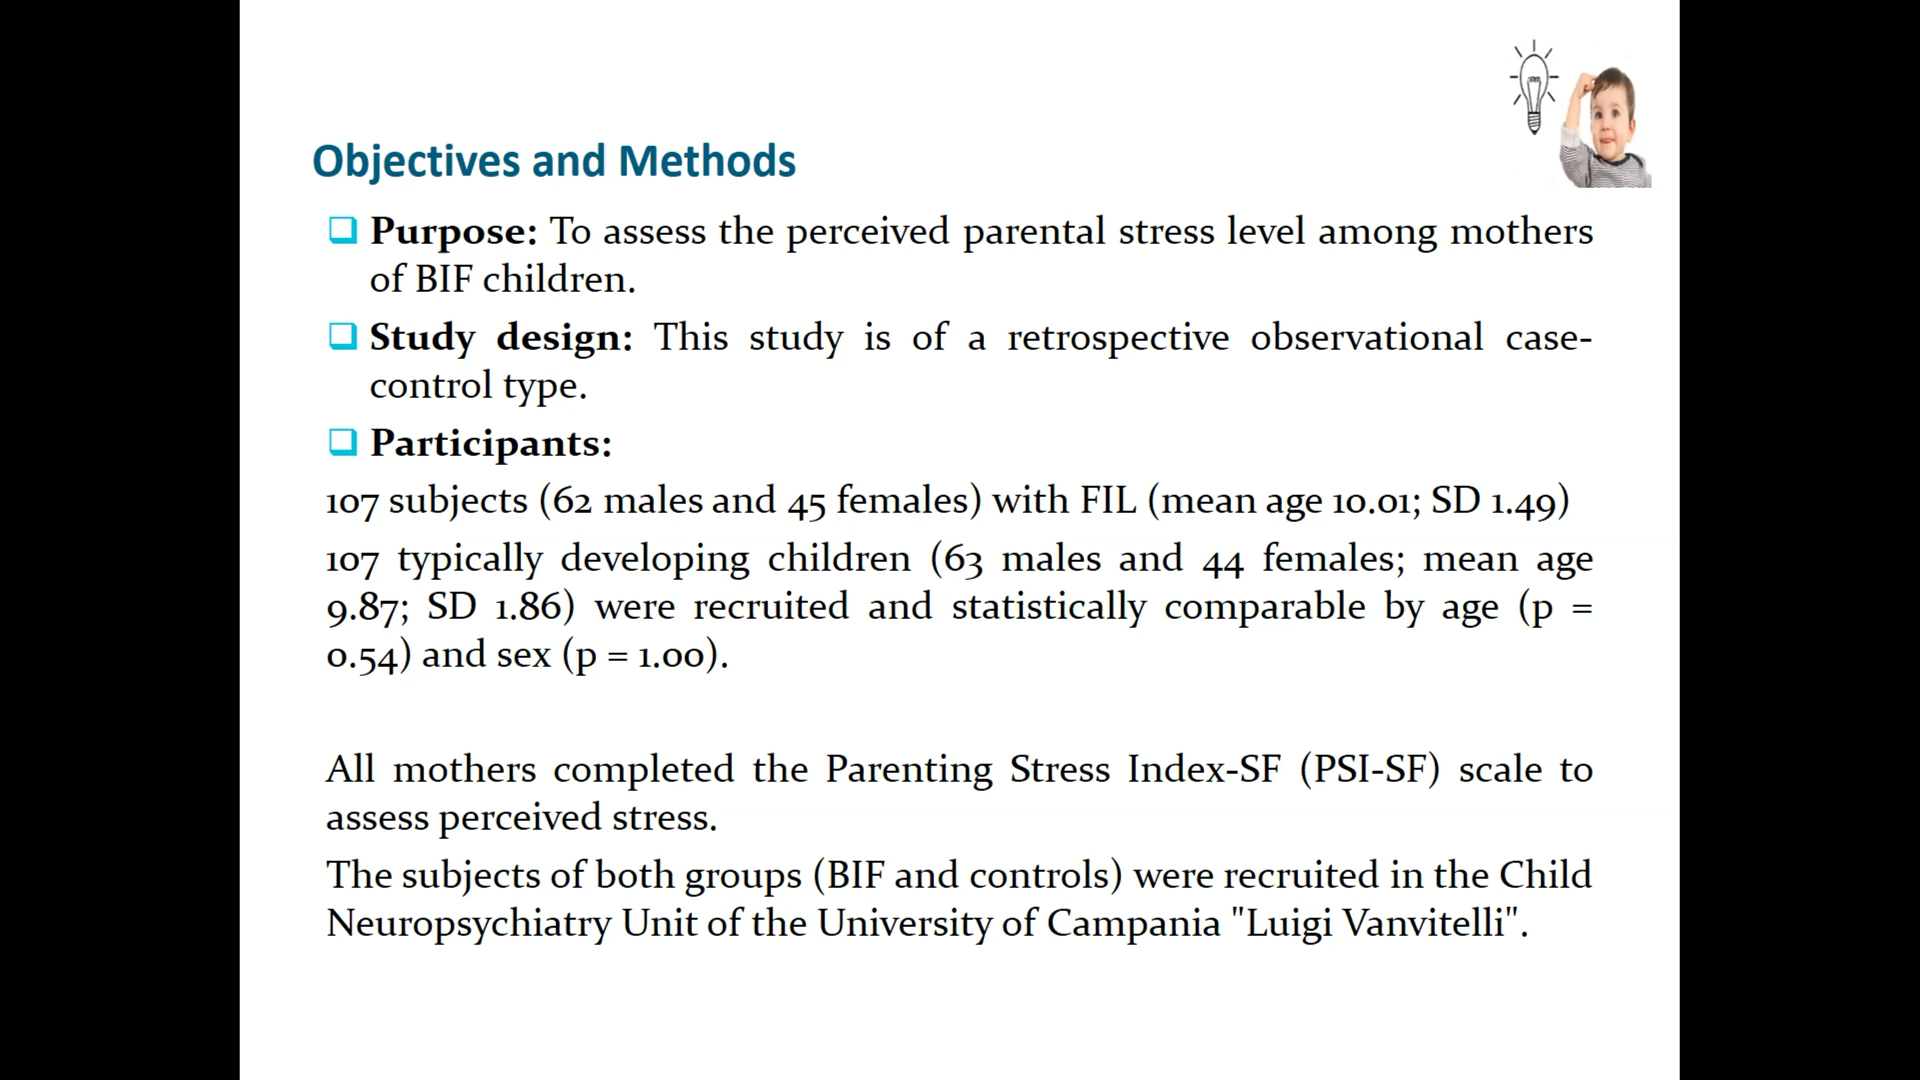 Objectives and Methods
Purpose: To assess the perceived parental stress level among mothers
of BIF children.
Study design: This study is of a retrospective observational case-
control type.
Participants:
107 subjects (62 males and 45 females) with FIL (mean age 10.01; SD 1.49)
107 typically developing children (63 males and 44 females; mean age
9.87; SD 1.86) were recruited and statistically comparable by age (p =
0.54) and sex (p = 1.00).
All mothers completed the Parenting Stress Index-SF (PSI-SF) scale to
assess perceived stress.
The subjects of both groups (BIF and controls) were recruited in the Child
Neuropsychiatry Unit of the University of Campania "Luigi Vanvitelli".